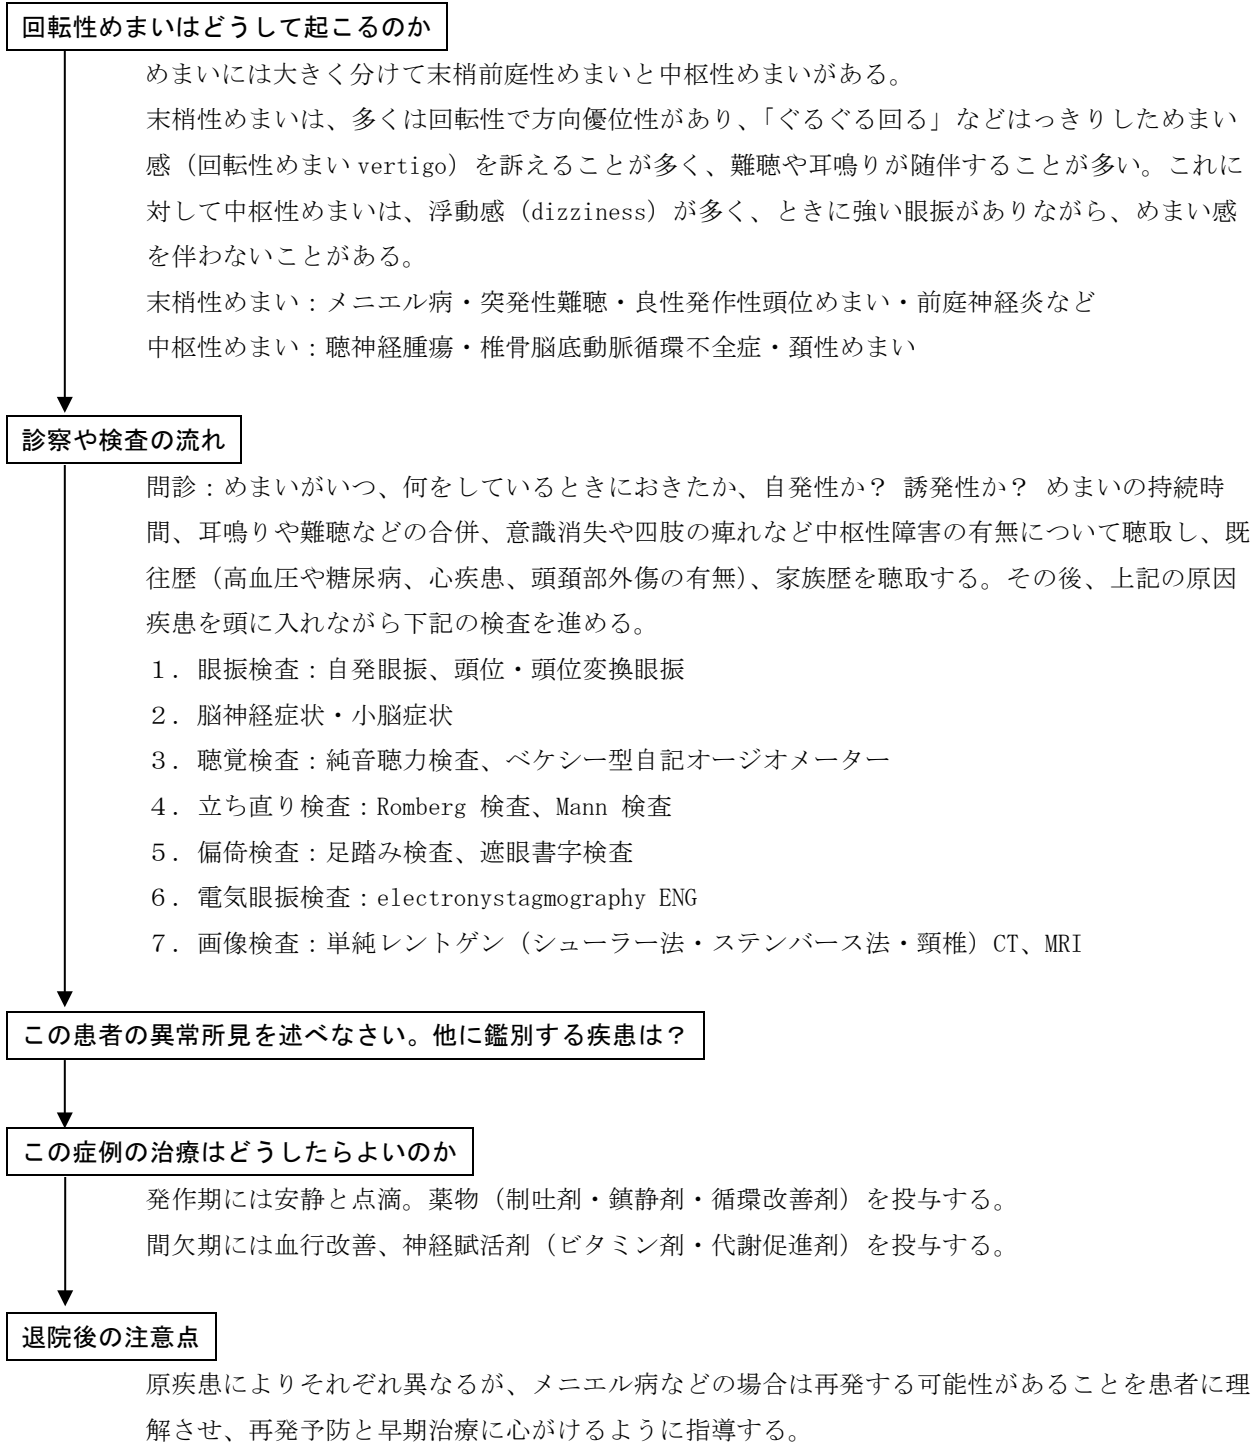 回転性めまいはどうして起こるのか
めまいには大きく分けて末梢前庭性めまいと中枢性めまいがある。
末梢性めまいは、多くは回転性で方向優位性があり、「ぐるぐる回る」などはっきりしためまい
感（回転性めまい vertigo）を訴えることが多く、難聴や耳鳴りが随伴することが多い。これに
対して中枢性めまいは、浮動感（dizziness）が多く、ときに強い眼振がありながら、めまい感
を伴わないことがある。
末梢性めまい：メニエル病・突発性難聴・良性発作性頭位めまい・前庭神経炎など
中枢性めまい：聴神経腫瘍・椎骨脳底動脈循環不全症・頚性めまい
診察や検査の流れ
問診：めまいがいつ、何をしているときにおきたか、自発性か？ 誘発性か？ めまいの持続時
間、耳鳴りや難聴などの合併、意識消失や四肢の痺れなど中枢性障害の有無について聴取し、既
往歴（高血圧や糖尿病、心疾患、頭頚部外傷の有無）、家族歴を聴取する。その後、上記の原因
疾患を頭に入れながら下記の検査を進める。
１．眼振検査：自発眼振、頭位・頭位変換眼振
２．脳神経症状・小脳症状
３．聴覚検査：純音聴力検査、ベケシー型自記オージオメーター
４．立ち直り検査：Romberg 検査、Mann 検査
５．偏倚検査：足踏み検査、遮眼書字検査
６．電気眼振検査：electronystagmography ENG
７．画像検査：単純レントゲン（シューラー法・ステンバース法・頸椎）CT、MRI
この患者の異常所見を述べなさい。他に鑑別する疾患は？
この症例の治療はどうしたらよいのか
発作期には安静と点滴。薬物（制吐剤・鎮静剤・循環改善剤）を投与する。
間欠期には血行改善、神経賦活剤（ビタミン剤・代謝促進剤）を投与する。
退院後の注意点
原疾患によりそれぞれ異なるが、メニエル病などの場合は再発する可能性があることを患者に理
解させ、再発予防と早期治療に心がけるように指導する。